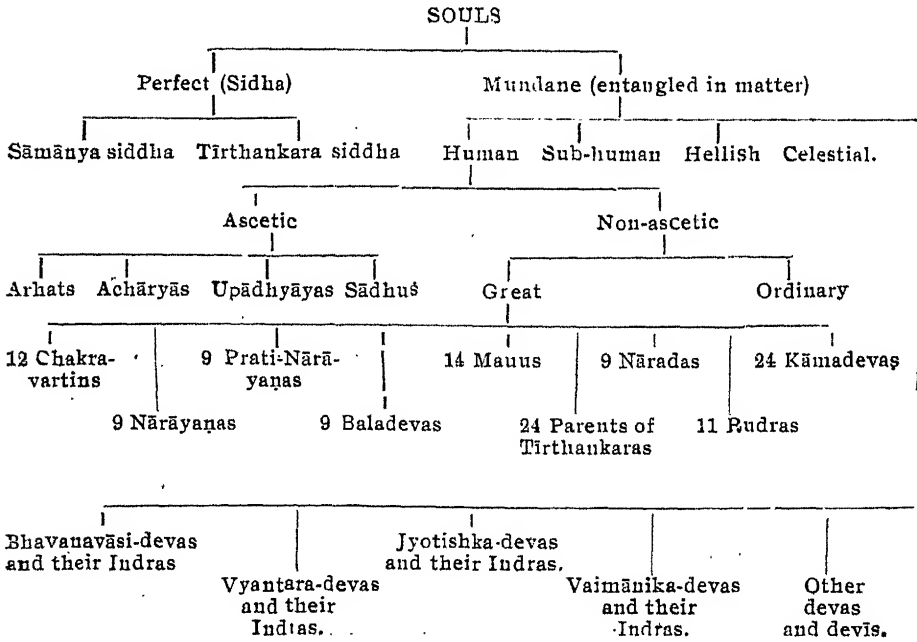 SOULS
Perfect (Sidha) Mundane (entangled in matter)
Sāmānya siddha Tīrthankara siddha Human Sub-human Hellish Celestial.
Ascetic Non-ascetic
Arhats Achāryās Upādhyāyas Sādhus Great Ordinary
12 Chakra-
vartins
9 Prati-Nārā-
yaṇas
14 Mauus
9 Nāradas
24 Kāmadevaṣ
9 Nārāyaṇas
9 Baladevas
24 Parents of
Tīrthankaras
11 Rudras
Bhavanavāsi-devas
and their Indras
Jyotishka-devas
and their Indras.
Vyantara-devas
and their
Indras.
Vaimānika-devas
and their
Indras.
Other
devas
and devīs.